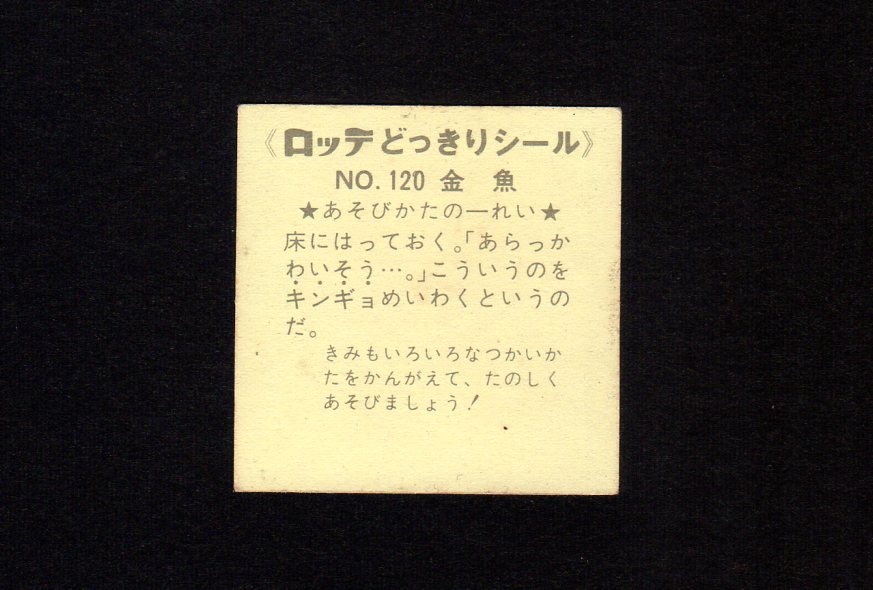 《ロッテどっきりシール》
NO.120 金 魚
★あそびかたの一れい★
床にはっておく。「あらっか
わいそう…。」こういうのを
キンギョめいわくというの
だ。
きみもいろいろなつかいか
たをかんがえて、たのしく
あそびましょう！